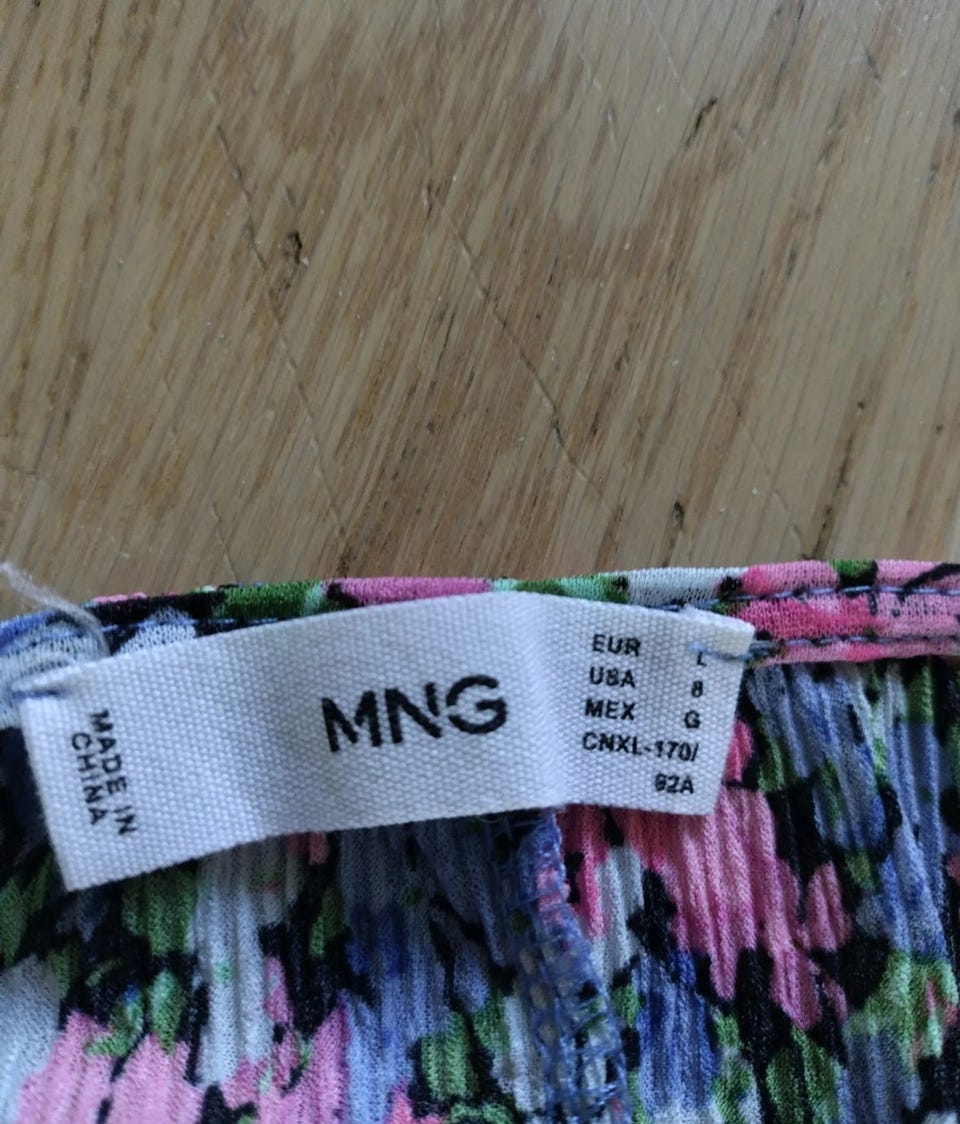 MADE IN
CHINA
MNG
EUR L
USA 8
MEX G
CNXL-170/
92A